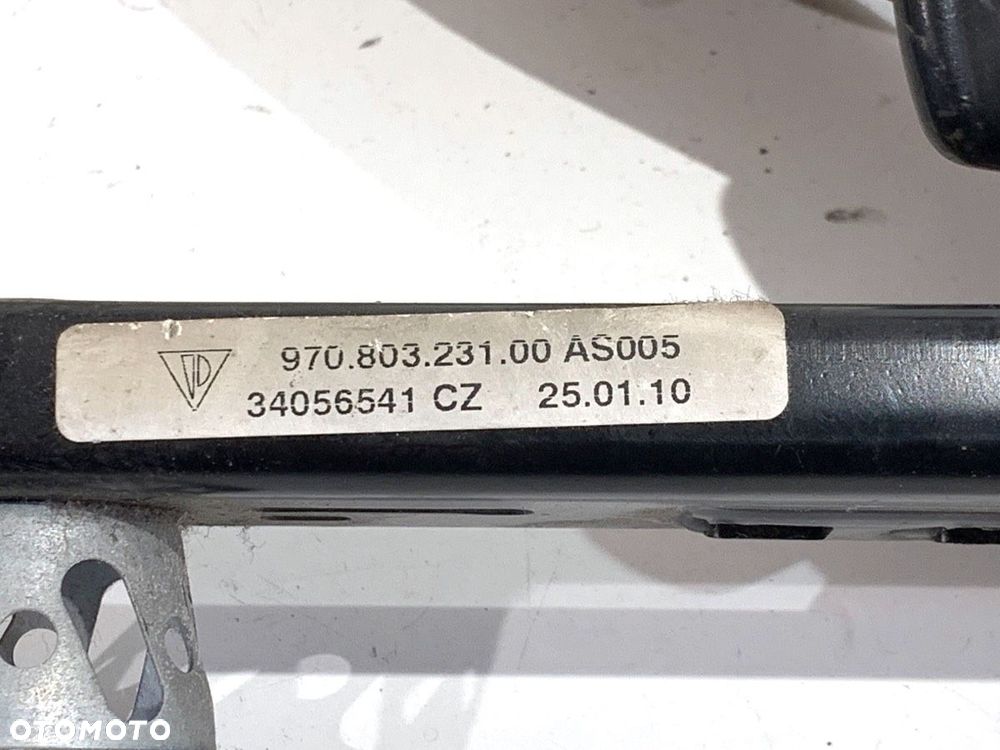 970.803.231.00 AS005
34056541 CZ 25.01.10
OTOMOTO